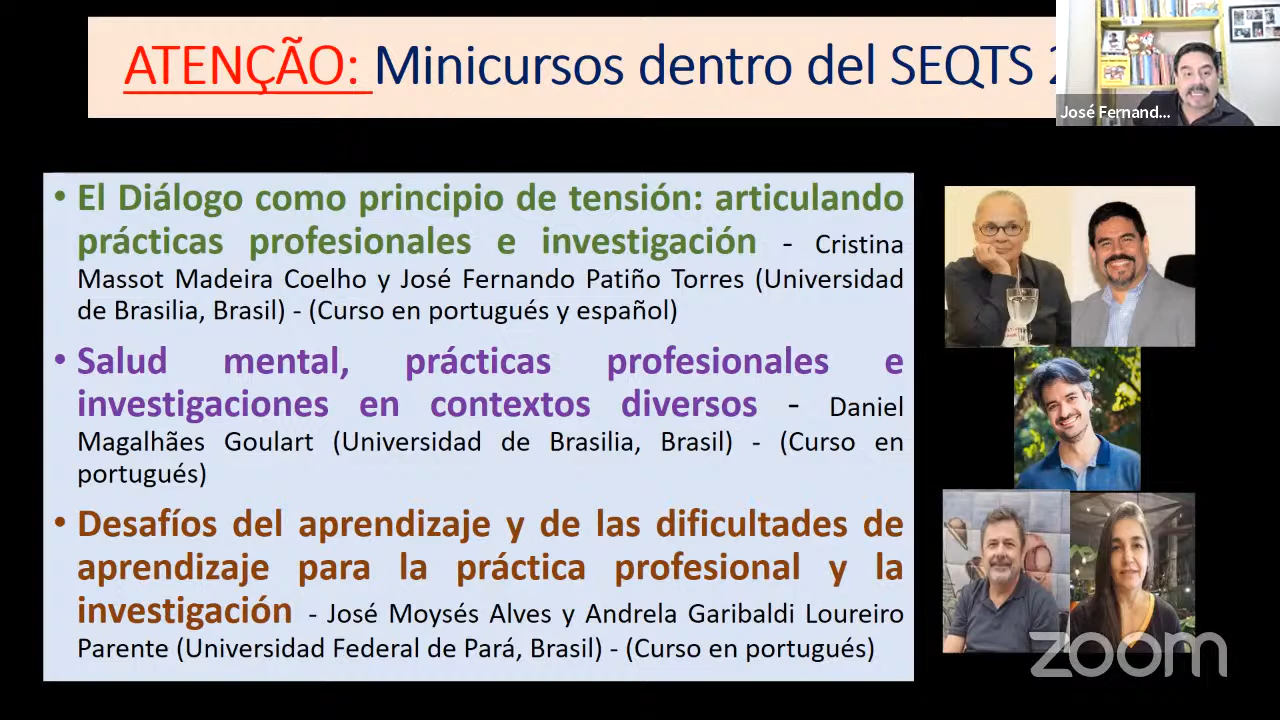 ATENÇÃO: Minicursos dentro del SEQTS 2
José Fernand...
• El Diálogo como principio de tensión: articulando
prácticas profesionales e investigación - Cristina
Massot Madeira Coelho y José Fernando Patiño Torres (Universidad
de Brasilia, Brasil) - (Curso en portugués y español)
• Salud mental, prácticas profesionales e
investigaciones en contextos diversos - Daniel
Magalhães Goulart (Universidad de Brasilia, Brasil) - (Curso en
portugués)
• Desafíos del aprendizaje y de las dificultades de
aprendizaje para la práctica profesional y la
investigación - José Moysés Alves y Andrela Garibaldi Loureiro
Parente (Universidad Federal de Pará, Brasil) - (Curso en portugués)
zoom